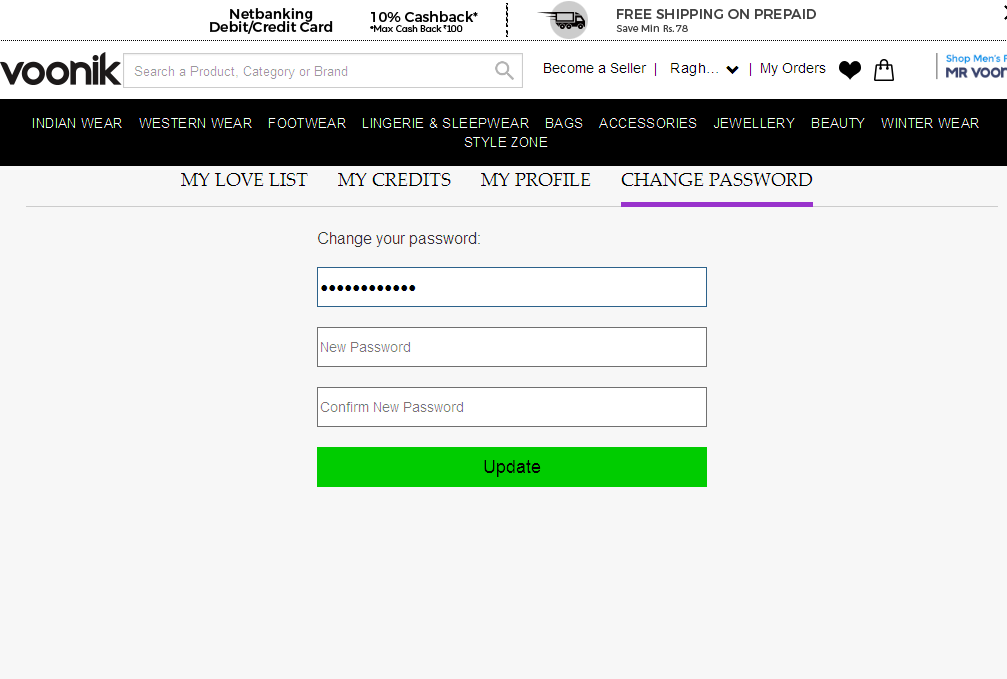 Netbanking
Debit/Credit Card
10% Cashback*
*Max Cash Back ₹100
FREE SHIPPING ON PREPAID
Save Min Rs.78
voonik
Search a Product, Category or Brand
Become a Seller | Ragh... | My Orders
Shop Men's
MR VOON
INDIAN WEAR WESTERN WEAR FOOTWEAR LINGERIE & SLEEPWEAR BAGS ACCESSORIES JEWELLERY BEAUTY WINTER WEAR
STYLE ZONE
MY LOVE LIST MY CREDITS MY PROFILE CHANGE PASSWORD
Change your password:
••••••••••••
New Password
Confirm New Password
Update